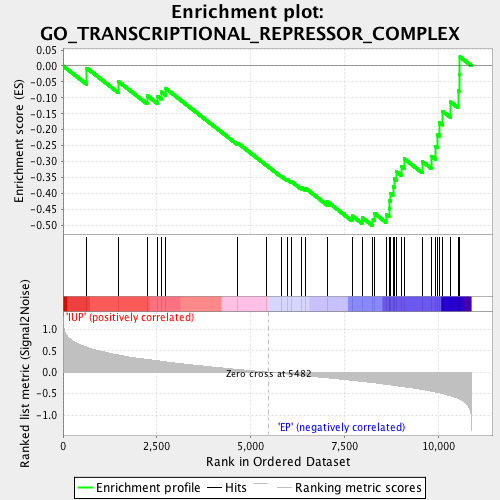 Enrichment plot:
GO_TRANSCRIPTIONAL_REPRESSOR_COMPLEX
Enrichment score (ES)
0.05
0.00
-0.05
-0.10
-0.15
-0.20
-0.25
-0.30
-0.35
-0.40
-0.45
-0.50
Ranked list metric (Signal2Noise)
1.0
0.5
0.0
-0.5
-1.0
'IUP' (positively correlated)
Zero cross at 5482
'EP' (negatively correlated)
0
2,500
5,000
7,500
10,000
Rank in Ordered Dataset
Enrichment profile
Hits
Ranking metric scores